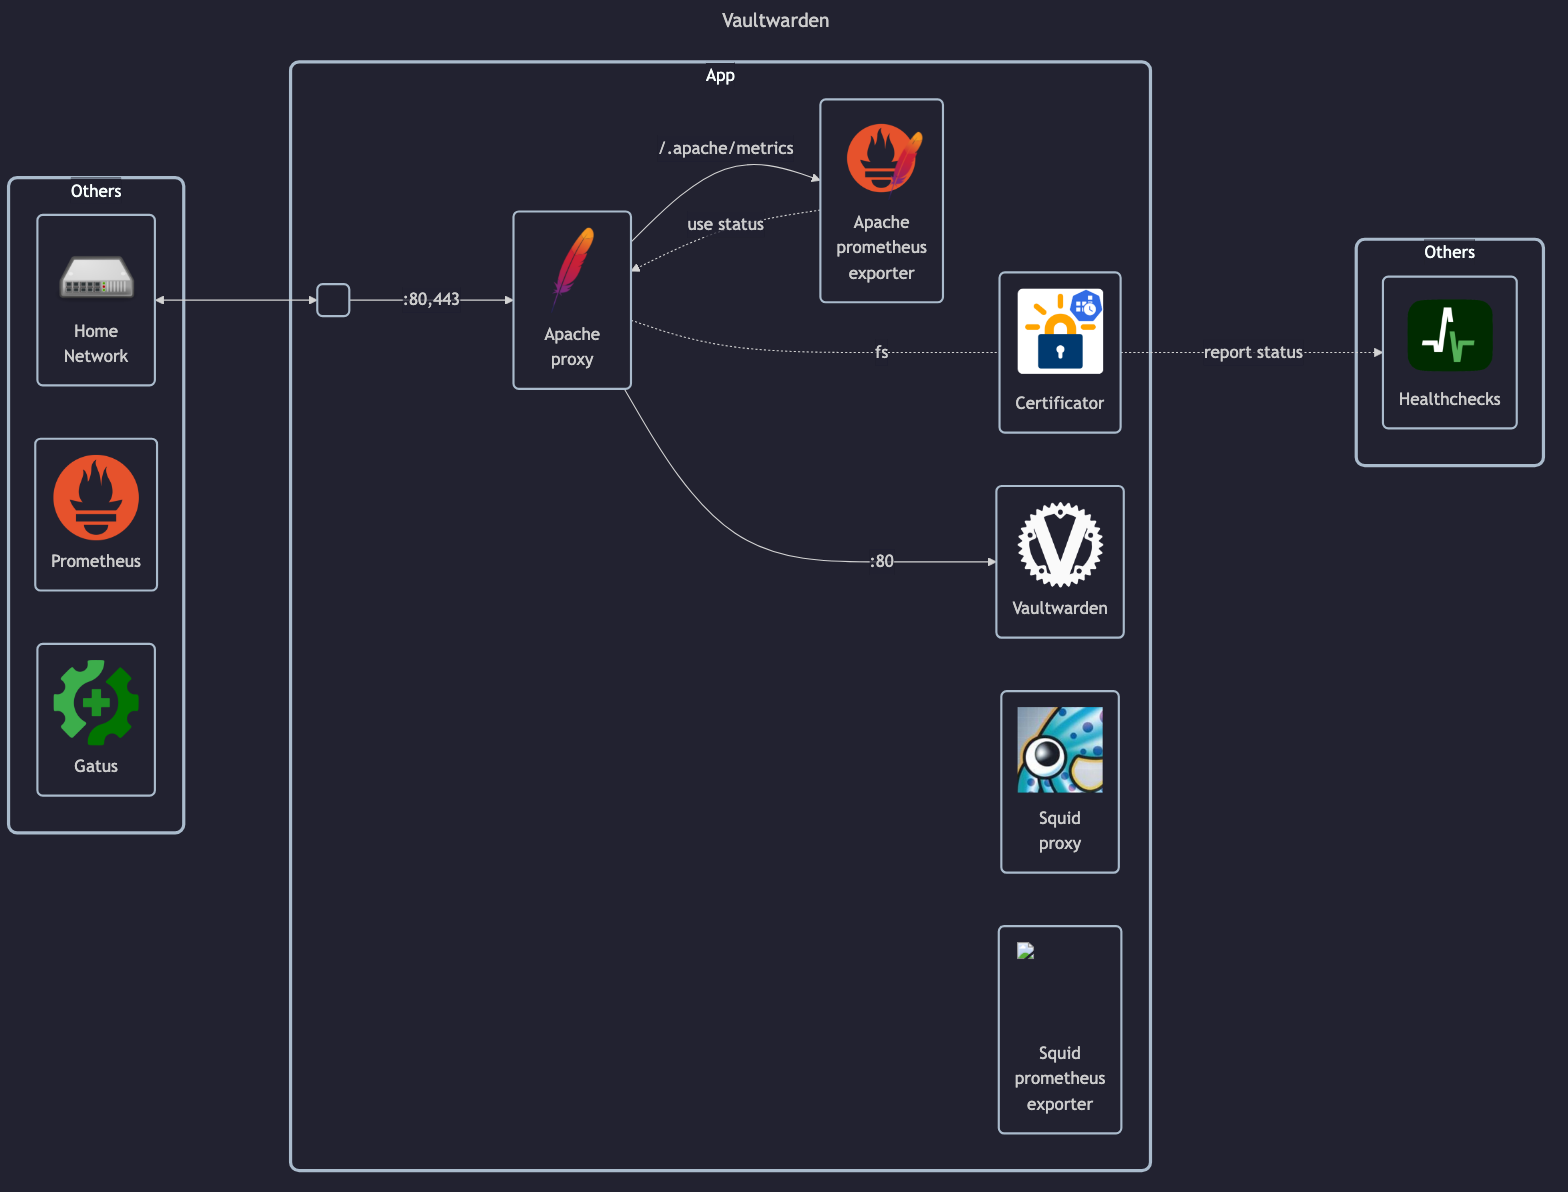 Vaultwarden
App
Others
Home
Network
Prometheus
Gatus
:80,443
Apache
proxy
/.apache/metrics
use status
Apache
prometheus
exporter
fs
Certificator
:80
Vaultwarden
Squid
proxy
Squid
prometheus
exporter
report status
Others
Healthchecks